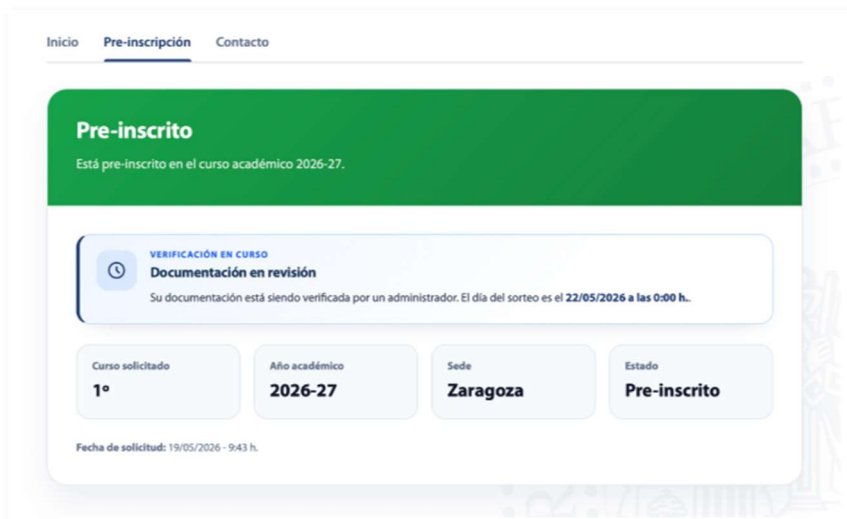 Inicio Pre-inscripción Contacto
Pre-inscrito
Está pre-inscrito en el curso académico 2026-27.
VERIFICACIÓN EN CURSO
Documentación en revisión
Su documentación está siendo verificada por un administrador. El día del sorteo es el 22/05/2026 a las 0:00 h..
Curso solicitado
1º
Año académico
2026-27
Sede
Zaragoza
Estado
Pre-inscrito
Fecha de solicitud: 19/05/2026 - 9:43 h.